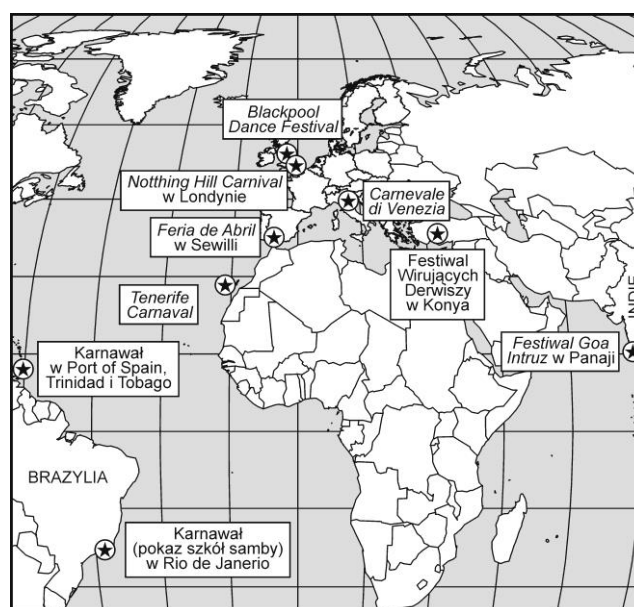 Blackpool
Dance Festival
Notthing Hill Carnival
w Londynie
Carnevale
di Venezia
Feria de Abril
w Sewilli
Festiwal
Wirujących
Derwiszy
w Konya
Tenerife
Carnaval
INDIE
Festiwal Goa
Intruz w Panaji
Karnawał
w Port of Spain,
Trinidad i Tobago
BRAZYLIA
Karnawał
(pokaz szkół samby)
w Rio de Janerio